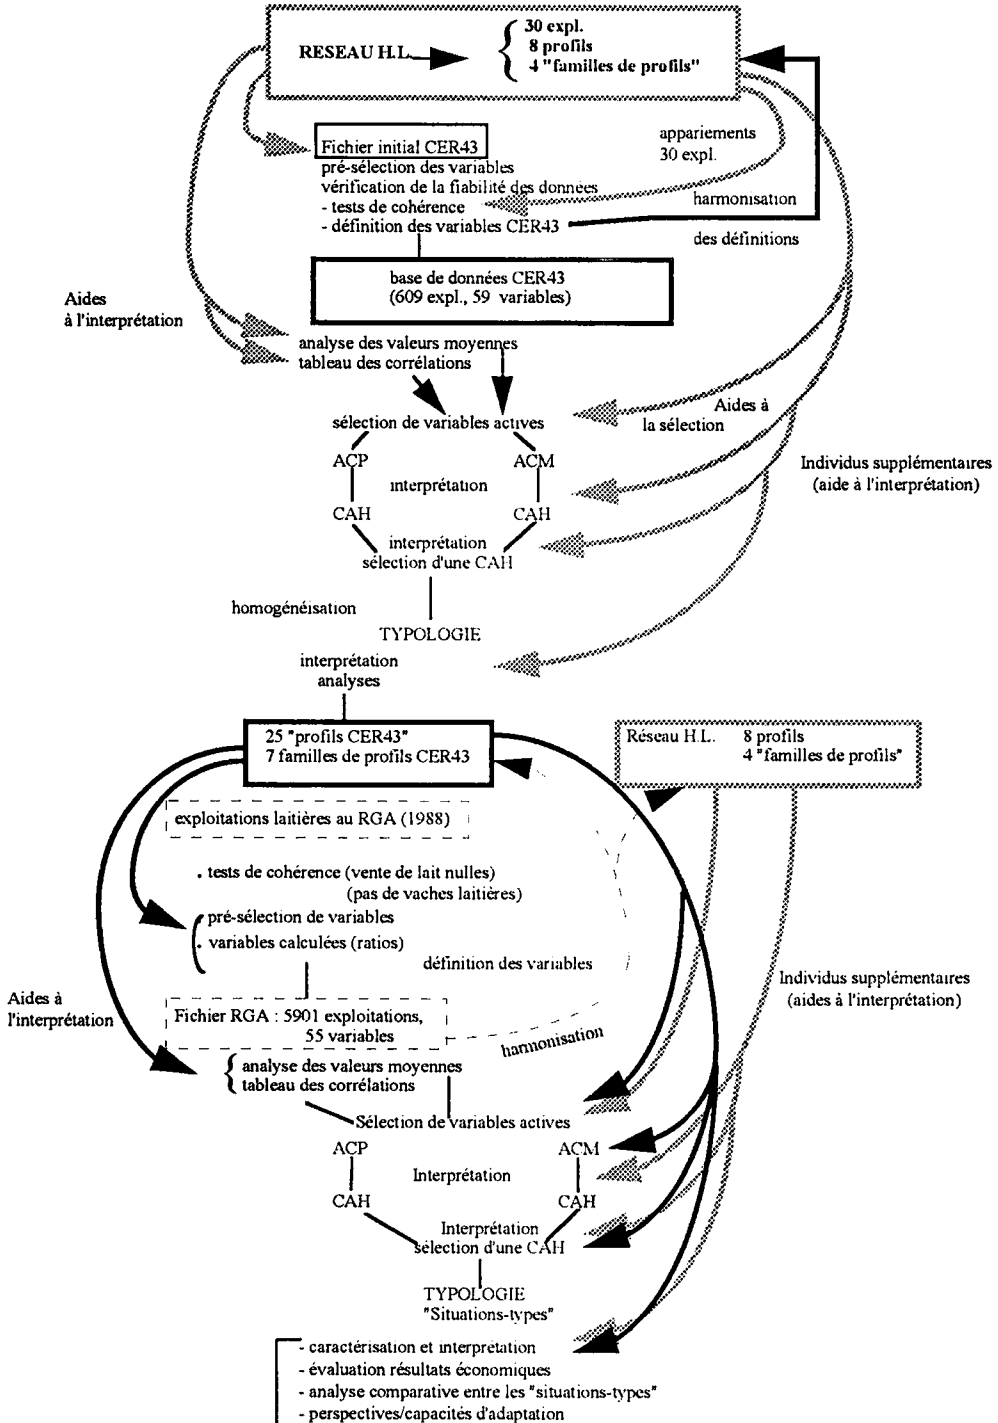 30 expl.
RESEAU H.L.
8 profils
4 "familles de profils"
Fichier initial CER43
pré-sélection des variables
vérification de la fiabilité des données
- tests de cohérence
- définition des variables CER43
appariements
30 expl.
harmonisation
des définitions
base de données CER43
(609 expl., 59 variables)
Aides
à l'interprétation
analyse des valeurs moyennes
tableau des corrélations
sélection de variables actives
Aides à
la sélection
ACP
ACM
interprétation
CAH
CAH
Individus supplémentaires
(aide à l'interprétation)
interprétation
sélection d'une CAH
homogénéisation
TYPOLOGIE
interprétation
analyses
25 "profils CER43"
7 familles de profils CER43
Réseau H.L. 8 profils
4 "familles de profils"
exploitations laitières au RGA (1988)
. tests de cohérence (vente de lait nulles)
(pas de vaches laitières)
. pré-sélection de variables
. variables calculées (ratios)
définition des variables
Aides à
l'interprétation
Fichier RGA : 5901 exploitations,
55 variables
harmonisation
Individus supplémentaires
(aides à l'interprétation)
analyse des valeurs moyennes
tableau des corrélations
Sélection de variables actives
ACP
ACM
Interprétation
CAH
CAH
Interprétation
sélection d'une CAH
TYPOLOGIE
"Situations-types"
- caractérisation et interprétation
- évaluation résultats économiques
- analyse comparative entre les "situations-types"
- perspectives/capacités d'adaptation